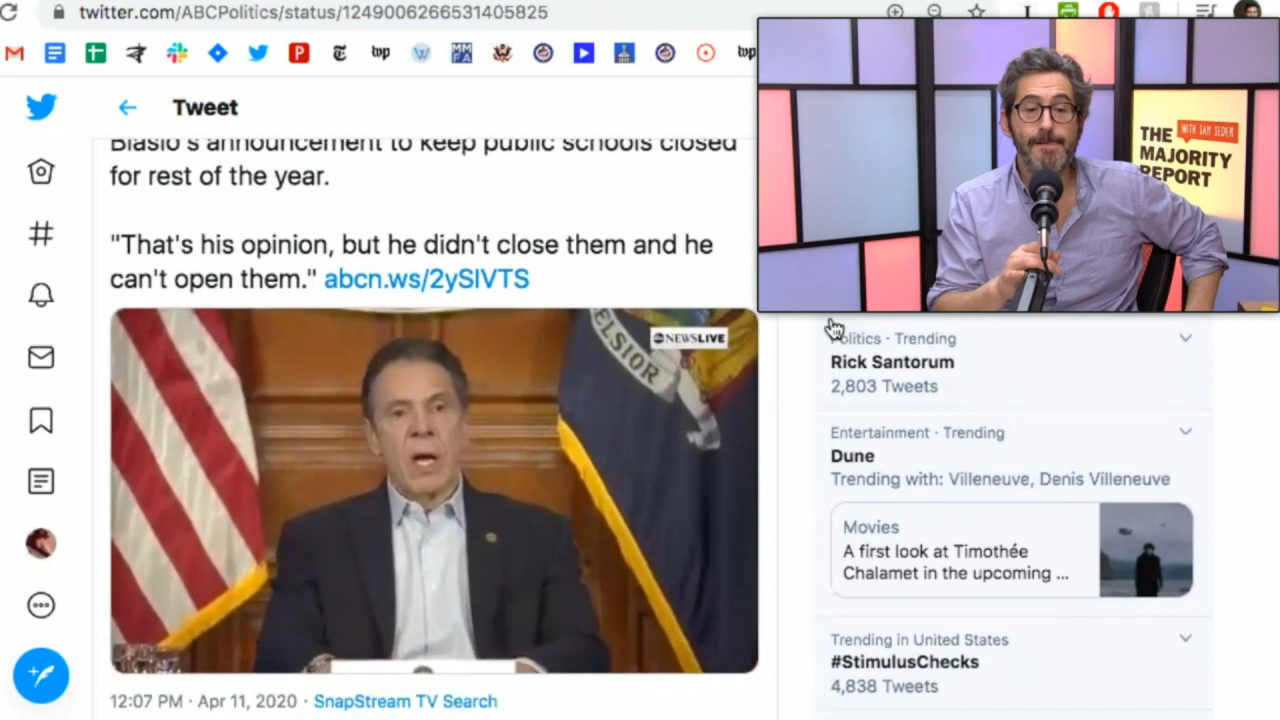 twitter.com/ABCPolitics/status/1249006266531405825
Tweet
Blasio's announcement to keep public schools closed
for rest of the year.
"That's his opinion, but he didn't close them and he
can't open them." abcn.ws/2ySlVTS
NEWSLIVE
CELSIOR
12:07 PM · Apr 11, 2020 · SnapStream TV Search
WITH SAM SEDER
THE
MAJORITY
REPORT
Politics · Trending
Rick Santorum
2,803 Tweets
Entertainment · Trending
Dune
Trending with: Villeneuve, Denis Villeneuve
Movies
A first look at Timothée
Chalamet in the upcoming ...
Trending in United States
#StimulusChecks
4,838 Tweets